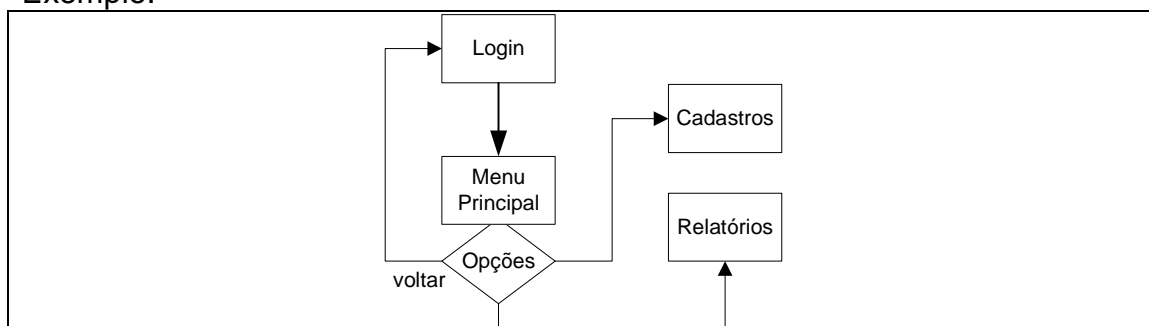 Exemplo:
Login
Cadastros
Menu
Principal
Relatórios
Opções
voltar